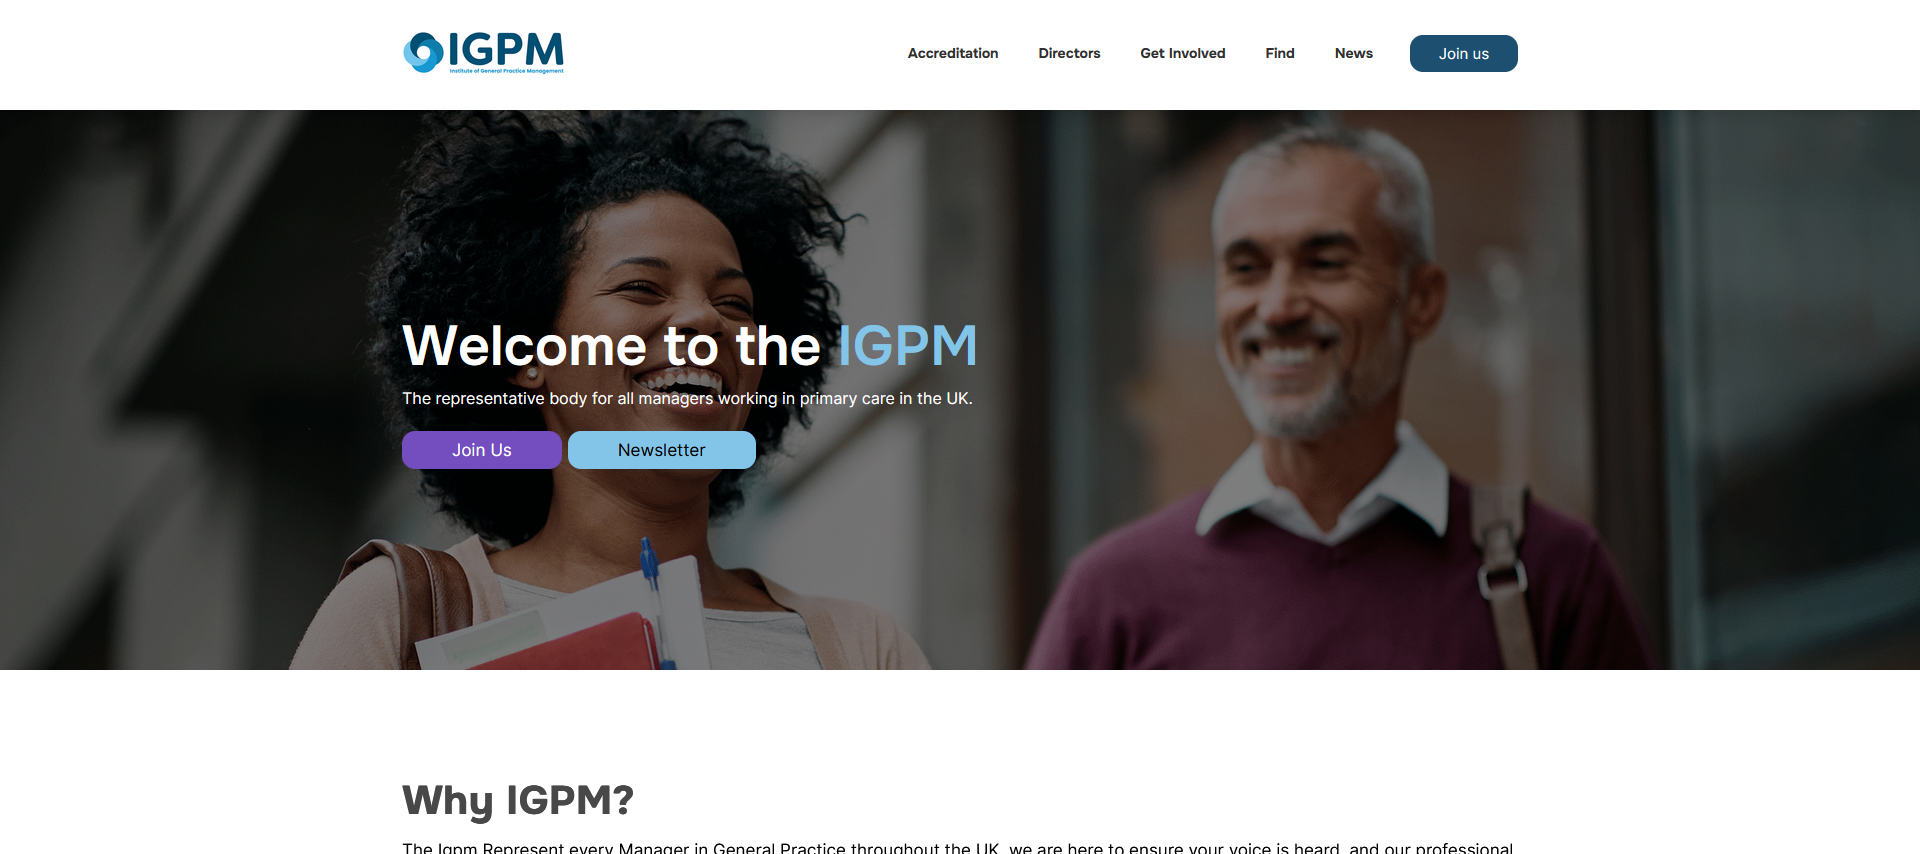 IGPM
Institute of General Practice Management
Accreditation
Directors
Get Involved
Find
News
Join us
Welcome to the IGPM
The representative body for all managers working in primary care in the UK.
Join Us
Newsletter
Why IGPM?
The Igpm Represent every Manager in General Practice throughout the UK, we are here to ensure your voice is heard, and our professional